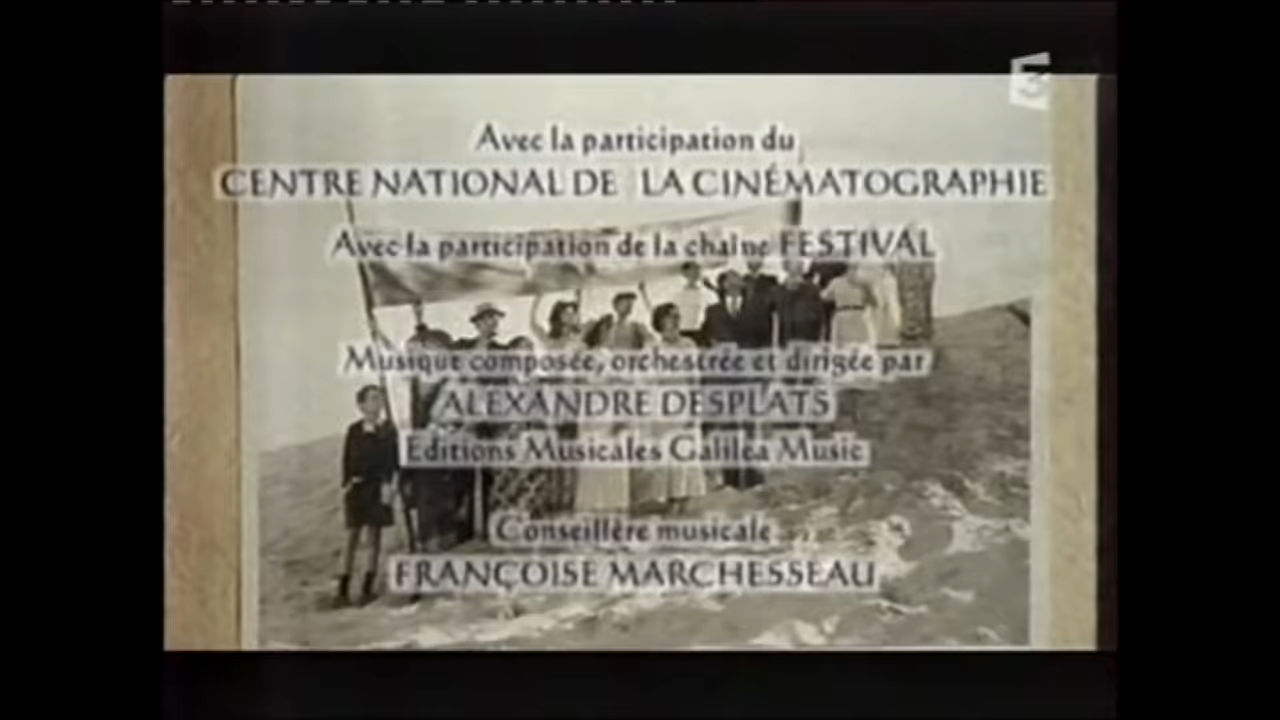 3
Avec la participation du
CENTRE NATIONAL DE LA CINÉMATOGRAPHIE
Avec la participation de la chaîne FESTIVAL
Musique composée, orchestrée et dirigée par
ALEXANDRE DESPLATS
Editions Musicales Galilea Music
Conseillère musicale
FRANÇOISE MARCHESSEAU